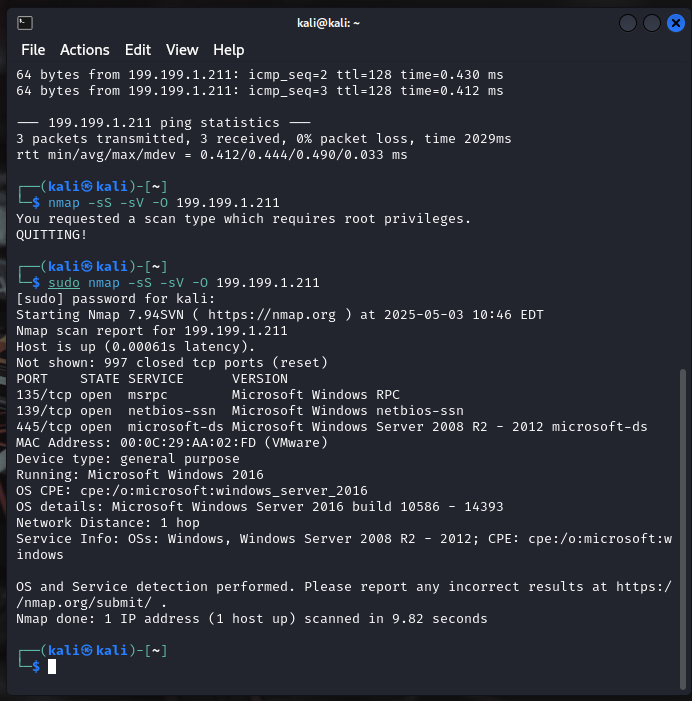 kali@kali: ~
File Actions Edit View Help
64 bytes from 199.199.1.211: icmp_seq=2 ttl=128 time=0.430 ms
64 bytes from 199.199.1.211: icmp_seq=3 ttl=128 time=0.412 ms
--- 199.199.1.211 ping statistics ---
3 packets transmitted, 3 received, 0% packet loss, time 2029ms
rtt min/avg/max/mdev = 0.412/0.444/0.490/0.033 ms
┌──(kali㉿kali)-[~]
└─$ nmap -sS -sV -O 199.199.1.211
You requested a scan type which requires root privileges.
QUITTING!
┌──(kali㉿kali)-[~]
└─$ sudo nmap -sS -sV -O 199.199.1.211
[sudo] password for kali:
Starting Nmap 7.94SVN ( https://nmap.org ) at 2025-05-03 10:46 EDT
Nmap scan report for 199.199.1.211
Host is up (0.00061s latency).
Not shown: 997 closed tcp ports (reset)
PORT    STATE SERVICE      VERSION
135/tcp open  msrpc        Microsoft Windows RPC
139/tcp open  netbios-ssn  Microsoft Windows netbios-ssn
445/tcp open  microsoft-ds Microsoft Windows Server 2008 R2 - 2012 microsoft-ds
MAC Address: 00:0C:29:AA:02:FD (VMware)
Device type: general purpose
Running: Microsoft Windows 2016
OS CPE: cpe:/o:microsoft:windows_server_2016
OS details: Microsoft Windows Server 2016 build 10586 - 14393
Network Distance: 1 hop
Service Info: OSs: Windows, Windows Server 2008 R2 - 2012; CPE: cpe:/o:microsoft:w
indows
OS and Service detection performed. Please report any incorrect results at https:/
/nmap.org/submit/ .
Nmap done: 1 IP address (1 host up) scanned in 9.82 seconds
┌──(kali㉿kali)-[~]
└─$